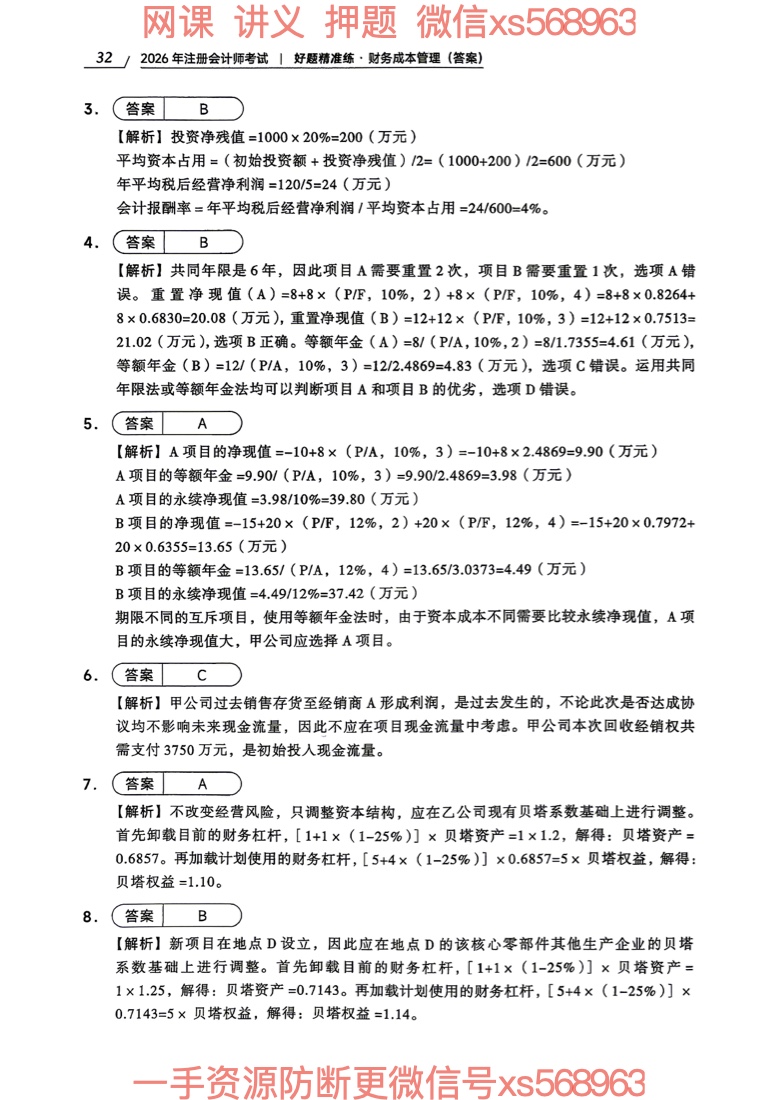 网课 讲义 押题 微信xs568963
32 / 2026 年注册会计师考试 | 好题精准练·财务成本管理（答案）
3. 答案 B
【解析】投资净残值 =1000 × 20%=200（万元）
平均资本占用 =（初始投资额 + 投资净残值）/2=（1000+200）/2=600（万元）
年平均税后经营净利润 =120/5=24（万元）
会计报酬率 = 年平均税后经营净利润 / 平均资本占用 =24/600=4%。
4. 答案 B
【解析】共同年限是 6 年，因此项目 A 需要重置 2 次，项目 B 需要重置 1 次，选项 A 错
误。重置净现值（A）=8+8 ×（P/F，10%，2）+8 ×（P/F，10%，4）=8+8 × 0.8264+
8 × 0.6830=20.08（万元），重置净现值（B）=12+12 ×（P/F，10%，3）=12+12 × 0.7513=
21.02（万元），选项 B 正确。等额年金（A）=8/（P/A，10%，2）=8/1.7355=4.61（万元），
等额年金（B）=12/（P/A，10%，3）=12/2.4869=4.83（万元），选项 C 错误。运用共同
年限法或等额年金法均可以判断项目 A 和项目 B 的优劣，选项 D 错误。
5. 答案 A
【解析】A 项目的净现值 =-10+8 ×（P/A，10%，3）=-10+8 × 2.4869=9.90（万元）
A 项目的等额年金 =9.90/（P/A，10%，3）=9.90/2.4869=3.98（万元）
A 项目的永续净现值 =3.98/10%=39.80（万元）
B 项目的净现值 =-15+20 ×（P/F，12%，2）+20 ×（P/F，12%，4）=-15+20 × 0.7972+
20 × 0.6355=13.65（万元）
B 项目的等额年金 =13.65/（P/A，12%，4）=13.65/3.0373=4.49（万元）
B 项目的永续净现值 =4.49/12%=37.42（万元）
期限不同的互斥项目，使用等额年金法时，由于资本成本不同需要比较永续净现值，A 项
目的永续净现值大，甲公司应选择 A 项目。
6. 答案 C
【解析】甲公司过去销售存货至经销商 A 形成利润，是过去发生的，不论此次是否达成协
议均不影响未来现金流量，因此不应在项目现金流量中考虑。甲公司本次回收经销权共
需支付 3750 万元，是初始投入现金流量。
7. 答案 A
【解析】不改变经营风险，只调整资本结构，应在乙公司现有贝塔系数基础上进行调整。
首先卸载目前的财务杠杆，［1+1 ×（1-25%）］× 贝塔资产 =1 × 1.2，解得：贝塔资产 =
0.6857。再加载计划使用的财务杠杆，［5+4 ×（1-25%）］× 0.6857=5 × 贝塔权益，解得：
贝塔权益 =1.10。
8. 答案 B
【解析】新项目在地点 D 设立，因此应在地点 D 的该核心零部件其他生产企业的贝塔
系数基础上进行调整。首先卸载目前的财务杠杆，［1+1 ×（1-25%）］× 贝塔资产 =
1 × 1.25，解得：贝塔资产 =0.7143。再加载计划使用的财务杠杆，［5+4 ×（1-25%）］×
0.7143=5 × 贝塔权益，解得：贝塔权益 =1.14。
一手资源防断更微信号xs568963